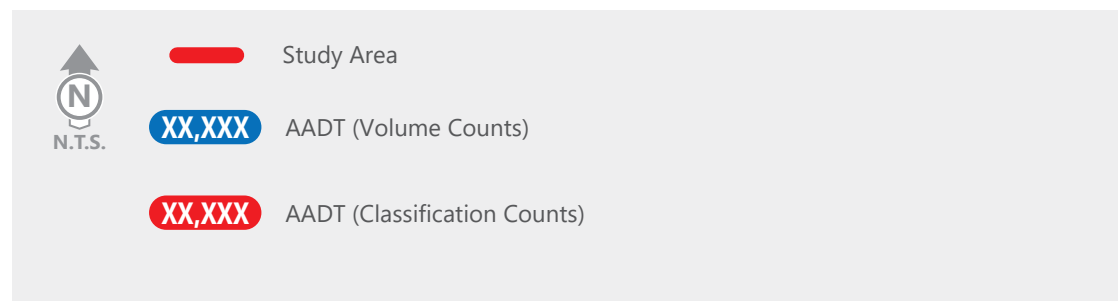 Study Area
N
XX,XXX AADT (Volume Counts)
N.T.S.
XX,XXX AADT (Classification Counts)